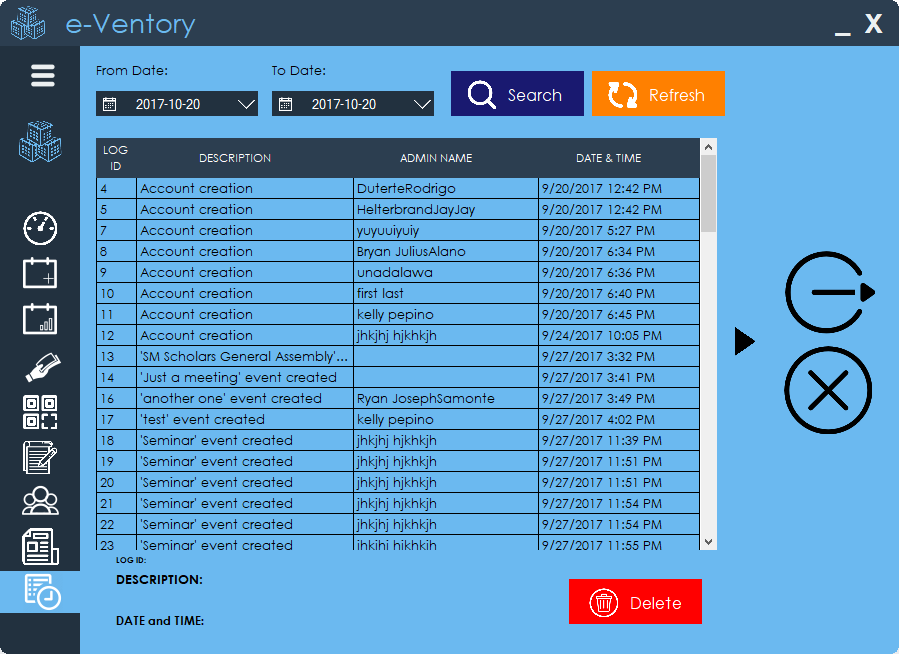 e-Ventory
_ X
From Date: To Date:
2017-10-20 2017-10-20 Search Refresh
LOG ID DESCRIPTION ADMIN NAME DATE & TIME
4 Account creation DuterteRodrigo 9/20/2017 12:42 PM
5 Account creation HelterbrandJayJay 9/20/2017 12:42 PM
7 Account creation yuyuuiyuiy 9/20/2017 5:27 PM
8 Account creation Bryan JuliusAlano 9/20/2017 6:34 PM
9 Account creation unadalawa 9/20/2017 6:36 PM
10 Account creation first last 9/20/2017 6:40 PM
11 Account creation kelly pepino 9/20/2017 6:45 PM
12 Account creation jhkjhj hjkhkjh 9/24/2017 10:05 PM
13 'SM Scholars General Assembly'... 9/27/2017 3:32 PM
14 'Just a meeting' event created 9/27/2017 3:41 PM
16 'another one' event created Ryan JosephSamonte 9/27/2017 3:49 PM
17 'test' event created kelly pepino 9/27/2017 4:02 PM
18 'Seminar' event created jhkjhj hjkhkjh 9/27/2017 11:39 PM
19 'Seminar' event created jhkjhj hjkhkjh 9/27/2017 11:51 PM
20 'Seminar' event created jhkjhj hjkhkjh 9/27/2017 11:51 PM
21 'Seminar' event created jhkjhj hjkhkjh 9/27/2017 11:54 PM
22 'Seminar' event created jhkjhj hjkhkjh 9/27/2017 11:54 PM
23 'Seminar' event created jhkjhj hjkhkjh 9/27/2017 11:55 PM
LOG ID:
DESCRIPTION:
Delete
DATE and TIME: